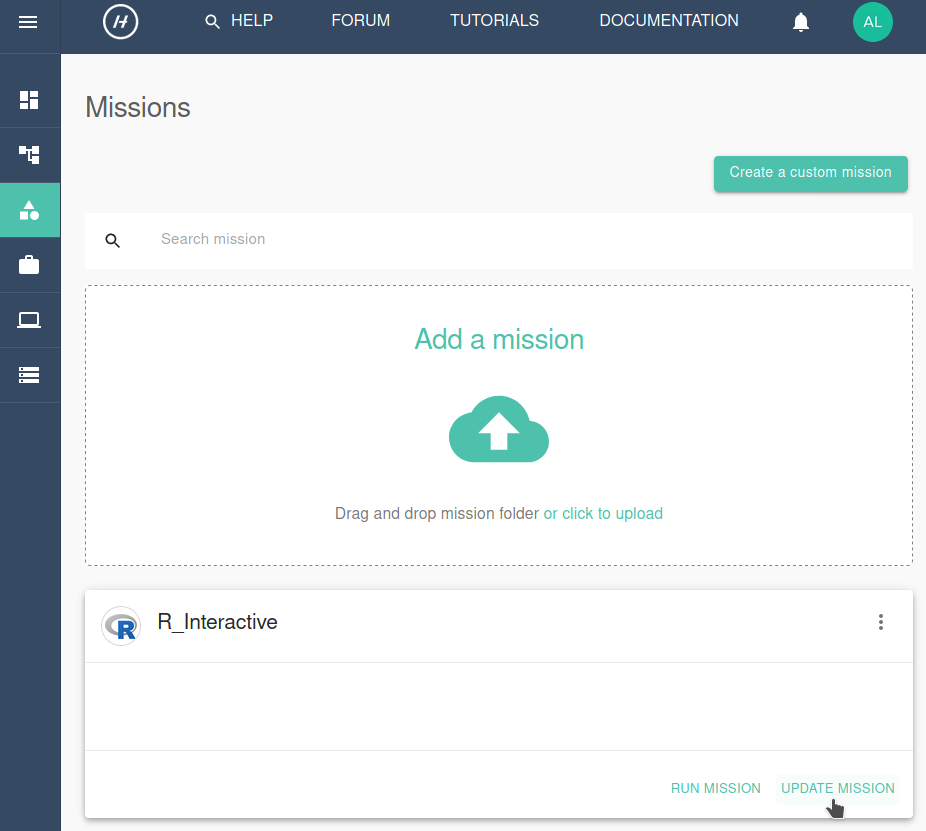 HELP FORUM TUTORIALS DOCUMENTATION AL
Missions
Create a custom mission
Search mission
Add a mission
Drag and drop mission folder or click to upload
R R_Interactive
RUN MISSION UPDATE MISSION